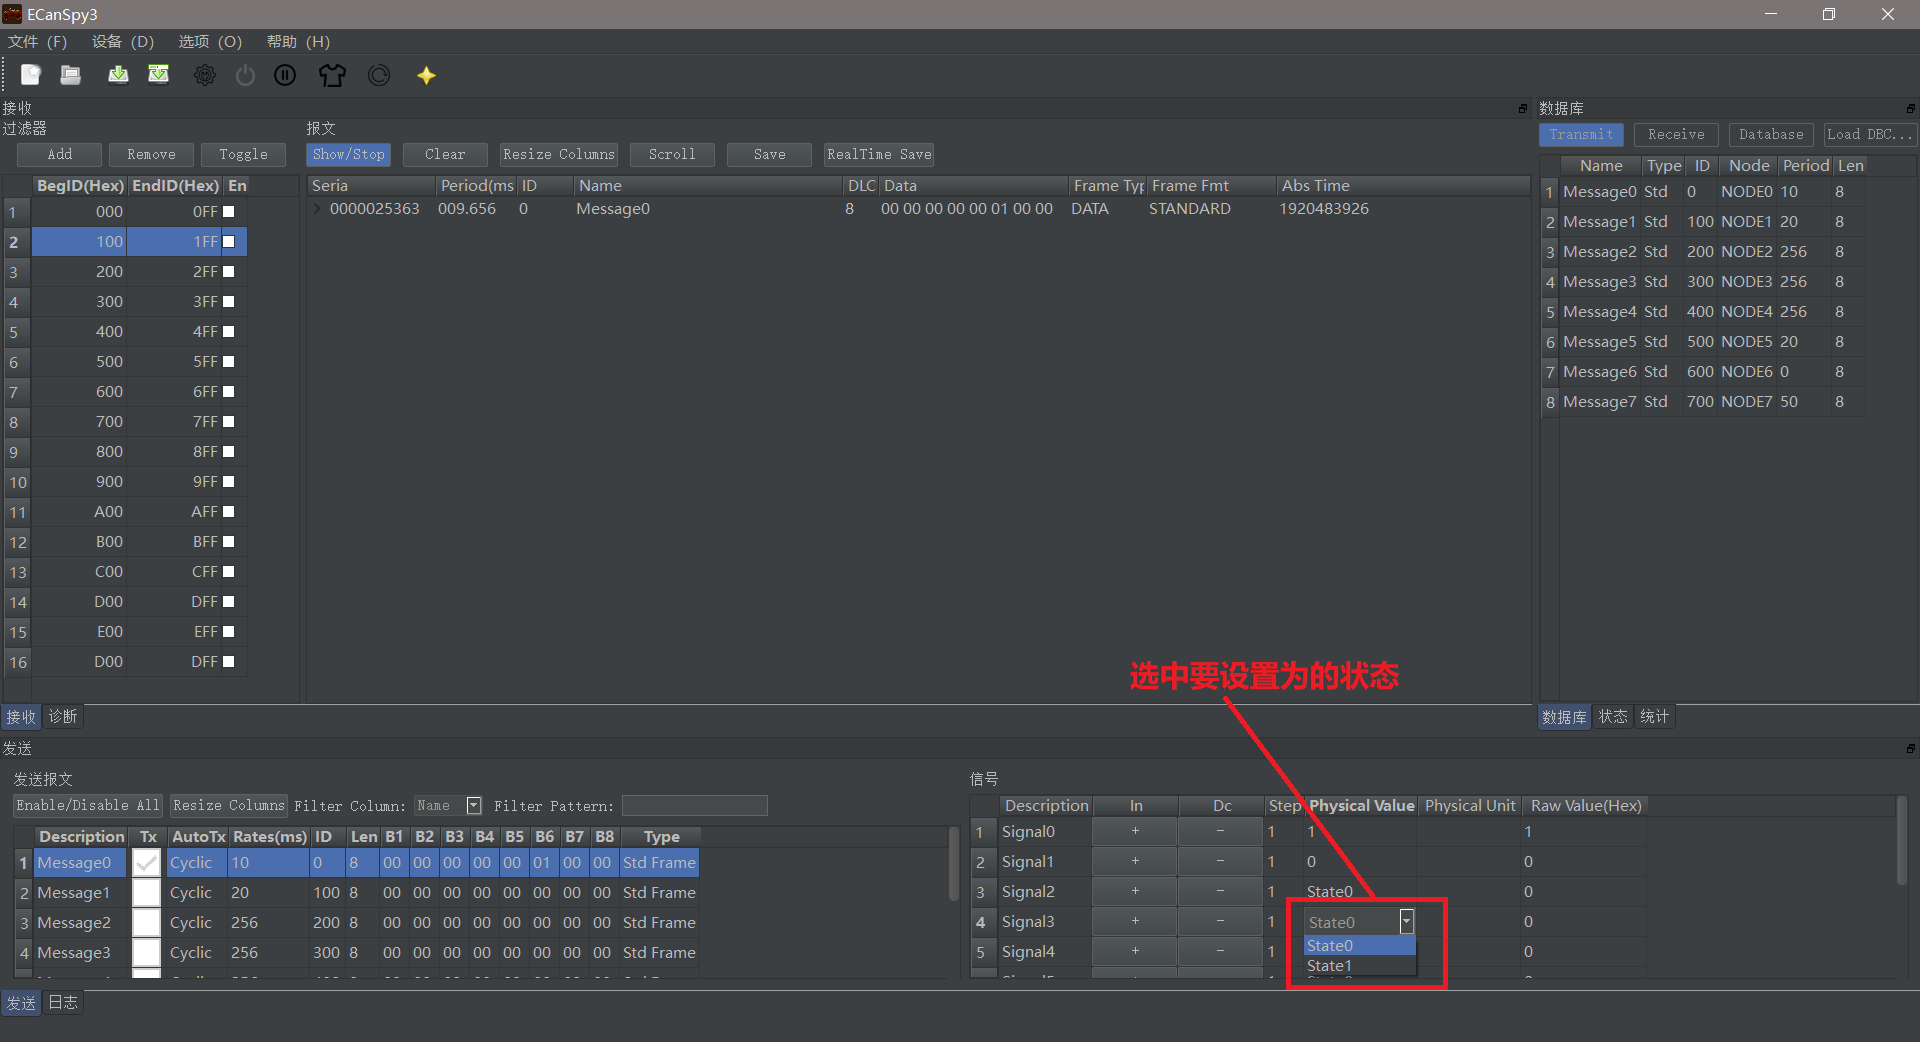 ECanSpy3
文件 (F) 设备 (D) 选项 (O) 帮助 (H)
接收
过滤器
Add Remove Toggle
BegID(Hex) EndID(Hex) En
1 000 0FF
2 100 1FF
3 200 2FF
4 300 3FF
5 400 4FF
6 500 5FF
7 600 6FF
8 700 7FF
9 800 8FF
10 900 9FF
11 A00 AFF
12 B00 BFF
13 C00 CFF
14 D00 DFF
15 E00 EFF
16 D00 DFF
报文
Show/Stop Clear Resize Columns Scroll Save RealTime Save
Seria Period(ms ID Name DLC Data Frame Typ Frame Fmt Abs Time
0000025363 009.656 0 Message0 8 00 00 00 00 00 01 00 00 DATA STANDARD 1920483926
选中要设置为的状态
接收 诊断
数据库
Transmit Receive Database Load DBC...
Name Type ID Node Period Len
1 Message0 Std 0 NODE0 10 8
2 Message1 Std 100 NODE1 20 8
3 Message2 Std 200 NODE2 256 8
4 Message3 Std 300 NODE3 256 8
5 Message4 Std 400 NODE4 256 8
6 Message5 Std 500 NODE5 20 8
7 Message6 Std 600 NODE6 0 8
8 Message7 Std 700 NODE7 50 8
数据库 状态 统计
发送
发送报文
Enable/Disable All Resize Columns Filter Column: Name Filter Pattern:
Description Tx AutoTx Rates(ms) ID Len B1 B2 B3 B4 B5 B6 B7 B8 Type
1 Message0 Cyclic 10 0 8 00 00 00 00 00 01 00 00 Std Frame
2 Message1 Cyclic 20 100 8 00 00 00 00 00 00 00 00 Std Frame
3 Message2 Cyclic 256 200 8 00 00 00 00 00 00 00 00 Std Frame
4 Message3 Cyclic 256 300 8 00 00 00 00 00 00 00 00 Std Frame
信号
Description In Dc Step Physical Value Physical Unit Raw Value(Hex)
1 Signal0 + - 1 1 1
2 Signal1 + - 1 0 0
3 Signal2 + - 1 State0 0
4 Signal3 + - 1 State0 0
State0
5 Signal4 + - 1 State1 0
发送 日志